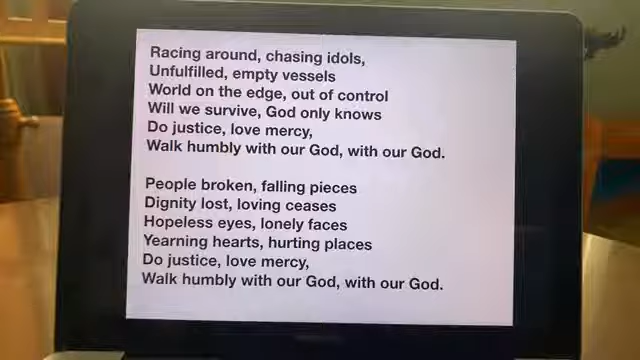 Racing around, chasing idols,
Unfulfilled, empty vessels
World on the edge, out of control
Will we survive, God only knows
Do justice, love mercy,
Walk humbly with our God, with our God.
People broken, falling pieces
Dignity lost, loving ceases
Hopeless eyes, lonely faces
Yearning hearts, hurting places
Do justice, love mercy,
Walk humbly with our God, with our God.